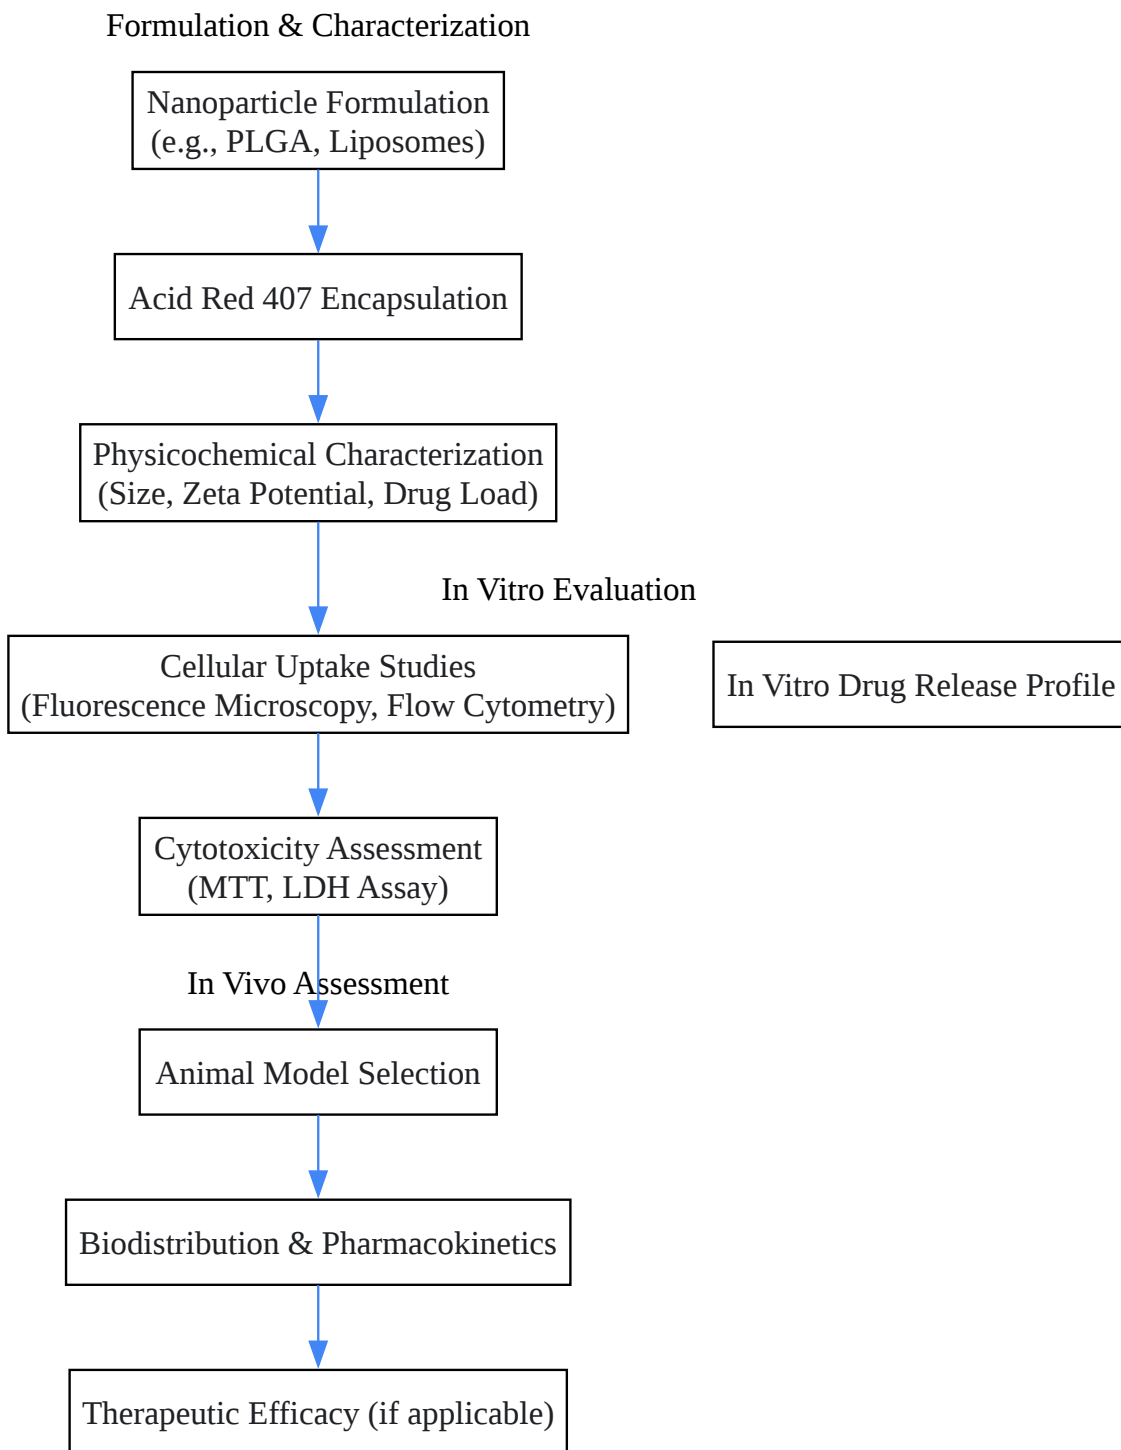 Formulation & Characterization
Nanoparticle Formulation
(e.g., PLGA, Liposomes)
Acid Red 407 Encapsulation
Physicochemical Characterization
(Size, Zeta Potential, Drug Load)
In Vitro Evaluation
Cellular Uptake Studies
(Fluorescence Microscopy, Flow Cytometry)
In Vitro Drug Release Profile
Cytotoxicity Assessment
(MTT, LDH Assay)
In Vivo Assessment
Animal Model Selection
Biodistribution & Pharmacokinetics
Therapeutic Efficacy (if applicable)